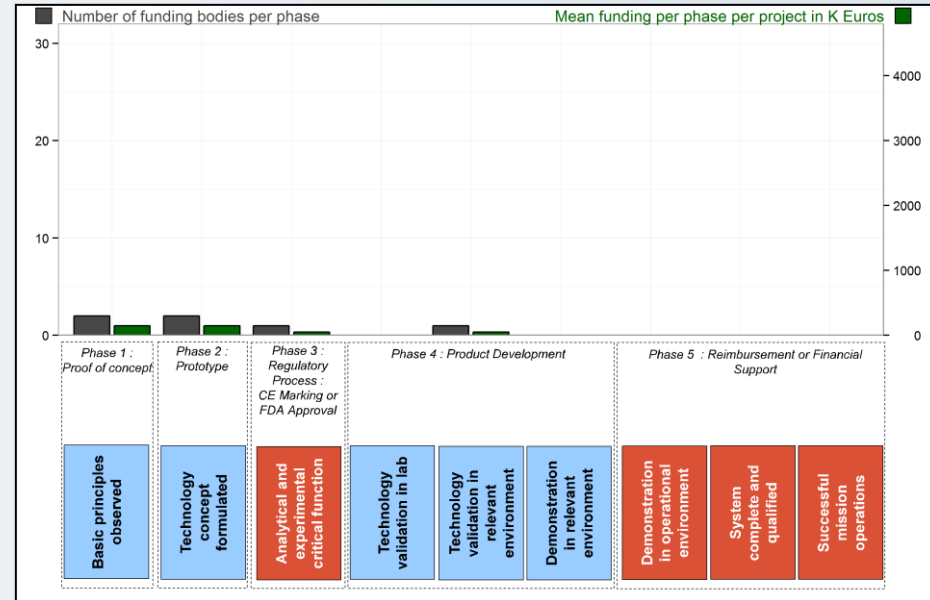 Number of funding bodies per phase
Mean funding per phase per project in K Euros
30
20
10
0
4000
3000
2000
1000
0
Phase 1 :
Proof of concept
Phase 2 :
Prototype
Phase 3 :
Regulatory
Process :
CE Marking or
FDA Approval
Phase 4 : Product Development
Phase 5 : Reimbursement or Financial
Support
Basic principles
observed
Technology
concept
formulated
Analytical and
experimental
critical function
Technology
validation in lab
Technology
validation in
relevant
environment
Demonstration
in relevant
environment
Demonstration
in operational
environment
System
complete and
qualified
Successful
mission
operations